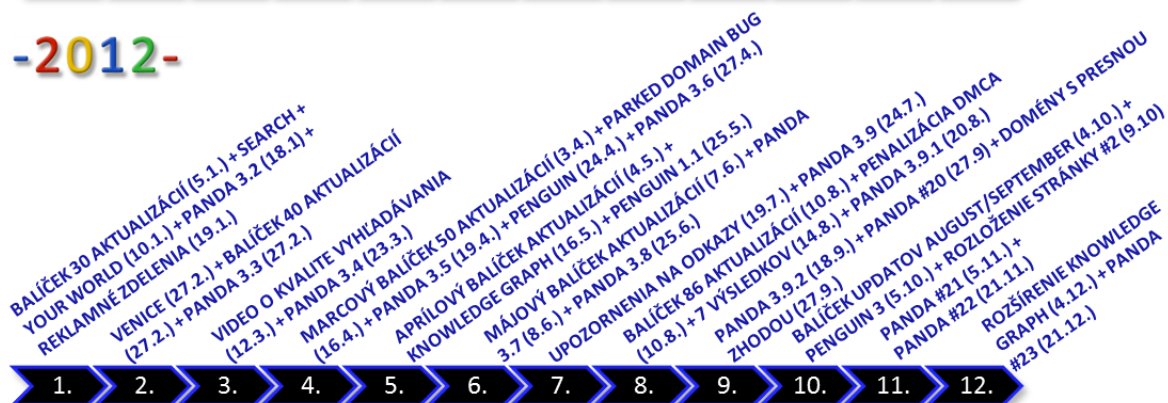 -2012-
BALÍČEK 30 AKTUALIZÁCIÍ (5.1.) + SEARCH +
YOUR WORLD (10.1.) + PANDA 3.2 (18.1) +
REKLAMNÉ ZDELENIA (19.1.)
VENICE (27.2.) + BALÍČEK 40 AKTUALIZÁCIÍ
(27.2.) + PANDA 3.3 (27.2.)
VIDEO O KVALITE VYHĽADÁVANIA
(12.3.) + PANDA 3.4 (23.3.)
MARCOVÝ BALÍČEK 50 AKTUALIZÁCIÍ (3.4.) + PARKED DOMAIN BUG
(16.4.) + PANDA 3.5 (19.4.) + PENGUIN (24.4.) + PANDA 3.6 (27.4.)
APRÍLOVÝ BALÍČEK AKTUALIZÁCIÍ (4.5.) +
KNOWLEDGE GRAPH (16.5.) + PENGUIN 1.1 (25.5.)
MÁJOVÝ BALÍČEK AKTUALIZÁCIÍ (7.6.) + PANDA
3.7 (8.6.) + PANDA 3.8 (25.6.)
UPOZORNENIA NA ODKAZY (19.7.) + PANDA 3.9 (24.7.)
BALÍČEK 86 AKTUALIZÁCIÍ (10.8.) + PENALIZÁCIA DMCA
(10.8.) + 7 VÝSLEDKOV (14.8.) + PANDA 3.9.1 (20.8.)
PANDA 3.9.2 (18.9.) + PANDA #20 (27.9) + DOMÉNY S PRESNOU
ZHODOU (27.9.)
BALÍČEK UPDATOV AUGUST/SEPTEMBER (4.10.) +
PENGUIN 3 (5.10.) + ROZLOŽENIE STRÁNKY #2 (9.10)
PANDA #21 (5.11.) +
PANDA #22 (21.11.)
ROZŠÍRENIE KNOWLEDGE
GRAPH (4.12.) + PANDA
#23 (21.12.)
1. 2. 3. 4. 5. 6. 7. 8. 9. 10. 11. 12.